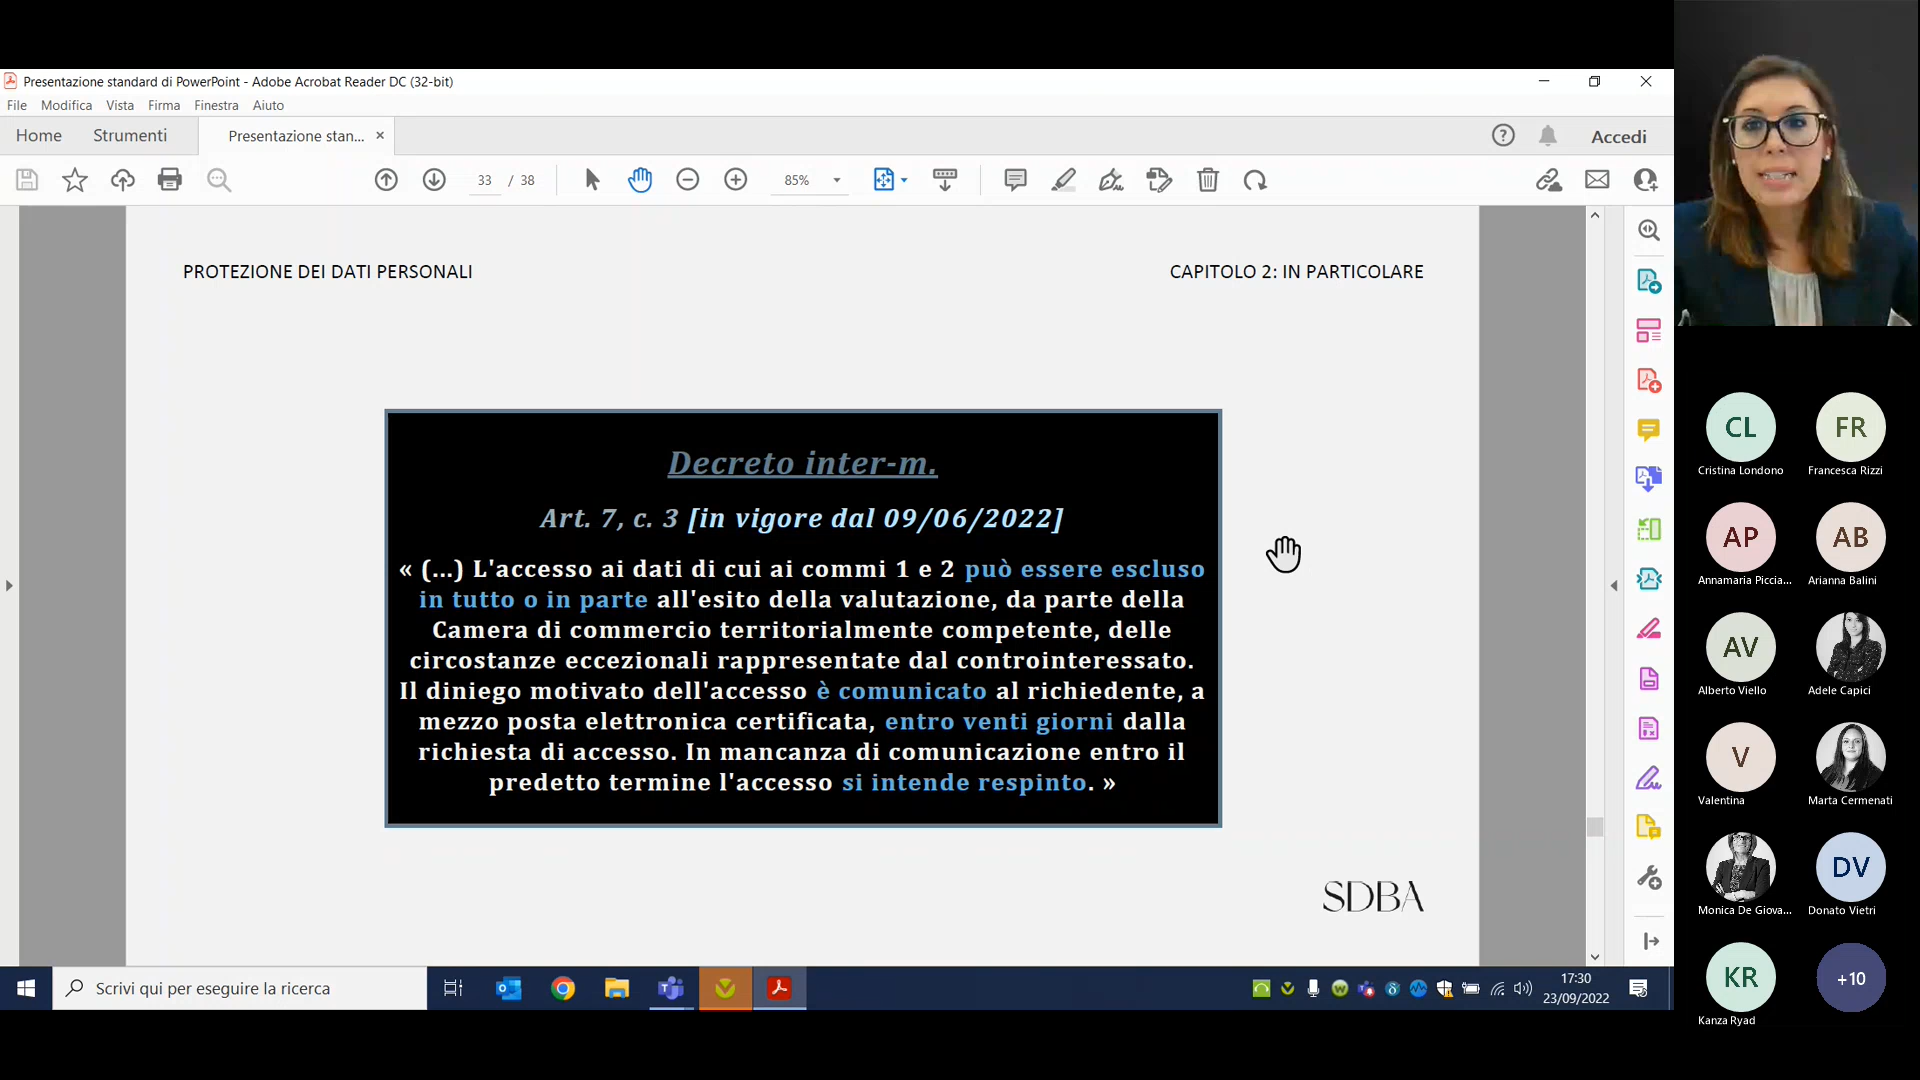 Presentazione standard di PowerPoint - Adobe Acrobat Reader DC (32-bit)
File Modifica Vista Firma Finestra Aiuto
Home Strumenti Presentazione stan... Accedi
33 / 38 85%
PROTEZIONE DEI DATI PERSONALI
CAPITOLO 2: IN PARTICOLARE
Decreto inter-m.
Art. 7, c. 3 [in vigore dal 09/06/2022]
« (...) L'accesso ai dati di cui ai commi 1 e 2 può essere escluso
in tutto o in parte all'esito della valutazione, da parte della
Camera di commercio territorialmente competente, delle
circostanze eccezionali rappresentate dal controinteressato.
Il diniego motivato dell'accesso è comunicato al richiedente, a
mezzo posta elettronica certificata, entro venti giorni dalla
richiesta di accesso. In mancanza di comunicazione entro il
predetto termine l'accesso si intende respinto. »
SDBA
Scrivi qui per eseguire la ricerca
17:30
23/09/2022
CL FR
Cristina Londono Francesca Rizzi
AP AB
Annamaria Piccia... Arianna Balini
AV
Alberto Viello Adele Capici
V
Valentina Marta Cermenati
DV
Monica De Giova... Donato Vietri
KR +10
Kanza Ryad